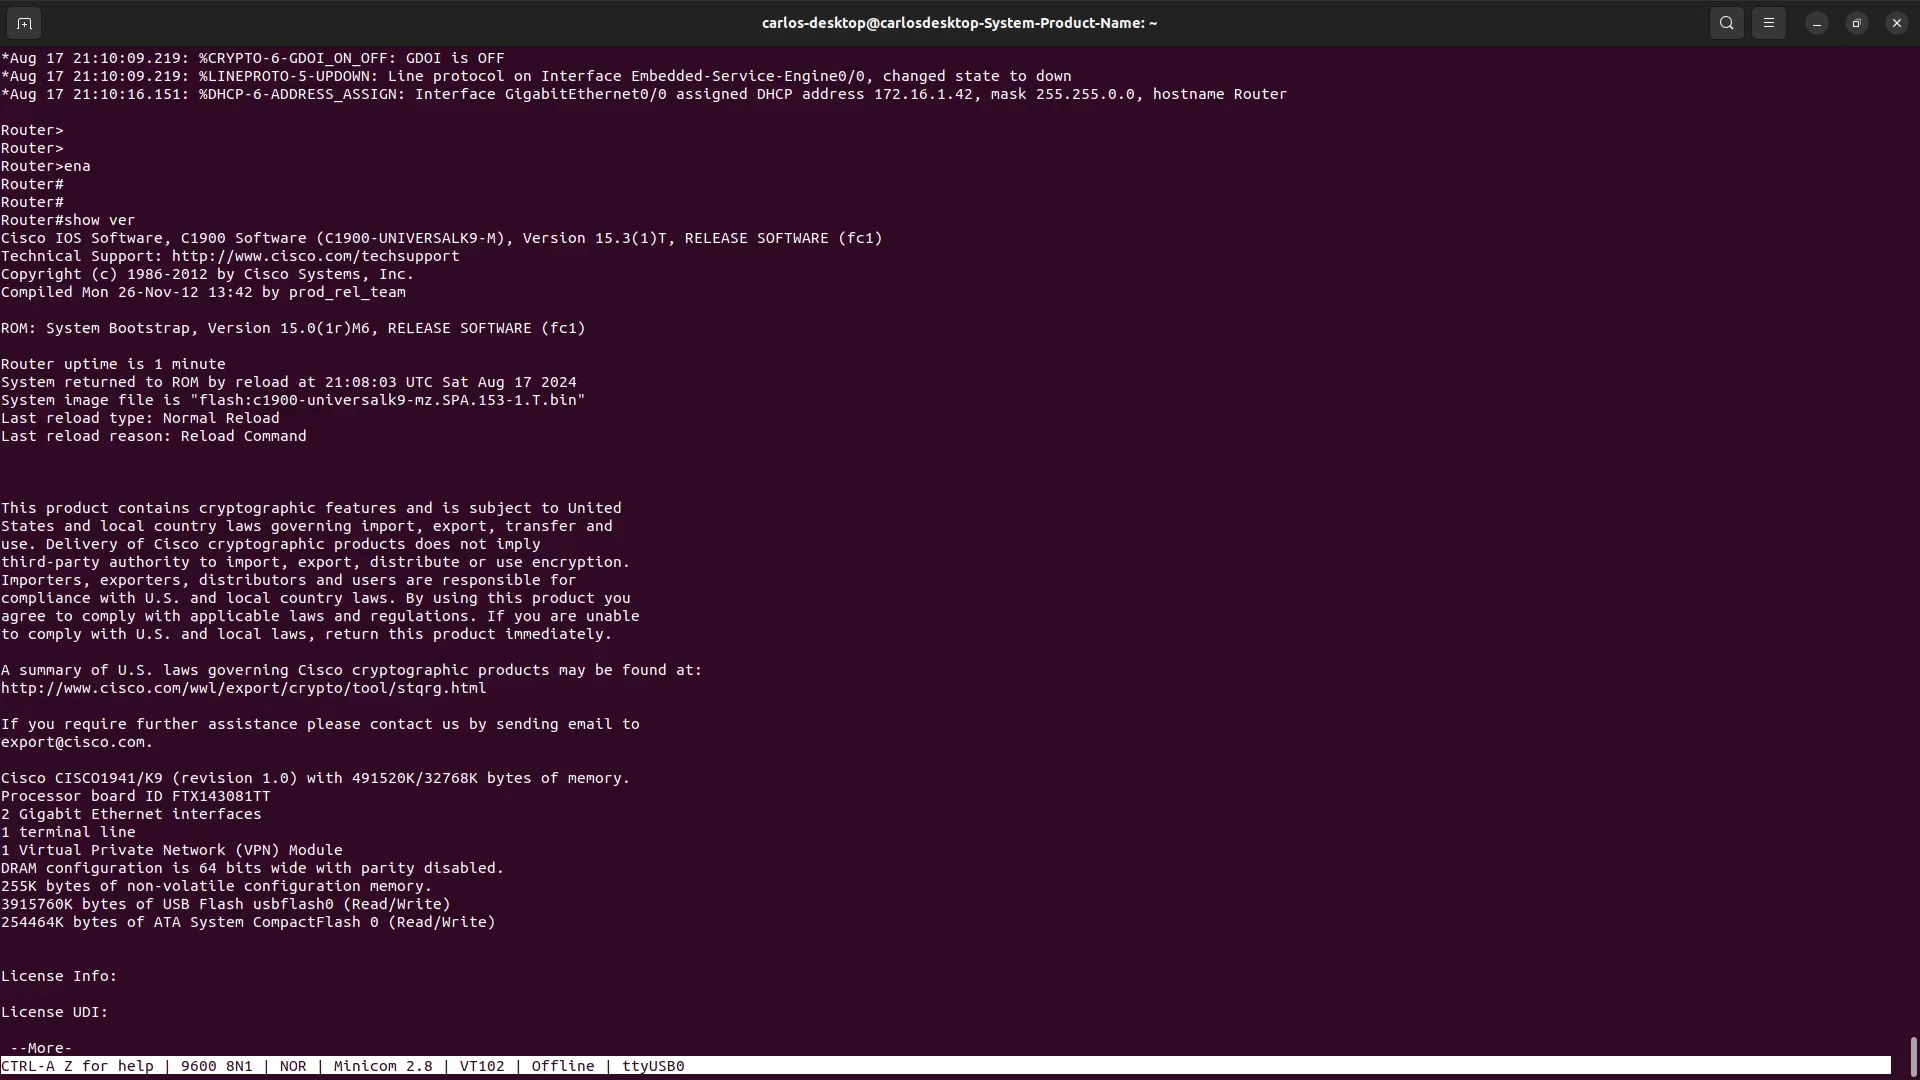 carlos-desktop@carlosdesktop-System-Product-Name: ~
*Aug 17 21:10:09.219: %CRYPTO-6-GDOI_ON_OFF: GDOI is OFF
*Aug 17 21:10:09.219: %LINEPROTO-5-UPDOWN: Line protocol on Interface Embedded-Service-Engine0/0, changed state to down
*Aug 17 21:10:16.151: %DHCP-6-ADDRESS_ASSIGN: Interface GigabitEthernet0/0 assigned DHCP address 172.16.1.42, mask 255.255.0.0, hostname Router
Router>
Router>
Router>ena
Router#
Router#
Router#show ver
Cisco IOS Software, C1900 Software (C1900-UNIVERSALK9-M), Version 15.3(1)T, RELEASE SOFTWARE (fc1)
Technical Support: http://www.cisco.com/techsupport
Copyright (c) 1986-2012 by Cisco Systems, Inc.
Compiled Mon 26-Nov-12 13:42 by prod_rel_team
ROM: System Bootstrap, Version 15.0(1r)M6, RELEASE SOFTWARE (fc1)
Router uptime is 1 minute
System returned to ROM by reload at 21:08:03 UTC Sat Aug 17 2024
System image file is "flash:c1900-universalk9-mz.SPA.153-1.T.bin"
Last reload type: Normal Reload
Last reload reason: Reload Command
This product contains cryptographic features and is subject to United
States and local country laws governing import, export, transfer and
use. Delivery of Cisco cryptographic products does not imply
third-party authority to import, export, distribute or use encryption.
Importers, exporters, distributors and users are responsible for
compliance with U.S. and local country laws. By using this product you
agree to comply with applicable laws and regulations. If you are unable
to comply with U.S. and local laws, return this product immediately.
A summary of U.S. laws governing Cisco cryptographic products may be found at:
http://www.cisco.com/wwl/export/crypto/tool/stqrg.html
If you require further assistance please contact us by sending email to
export@cisco.com.
Cisco CISCO1941/K9 (revision 1.0) with 491520K/32768K bytes of memory.
Processor board ID FTX143081TT
2 Gigabit Ethernet interfaces
1 terminal line
1 Virtual Private Network (VPN) Module
DRAM configuration is 64 bits wide with parity disabled.
255K bytes of non-volatile configuration memory.
3915760K bytes of USB Flash usbflash0 (Read/Write)
254464K bytes of ATA System CompactFlash 0 (Read/Write)
License Info:
License UDI:
--More-
CTRL-A Z for help | 9600 8N1 | NOR | Minicom 2.8 | VT102 | Offline | ttyUSB0